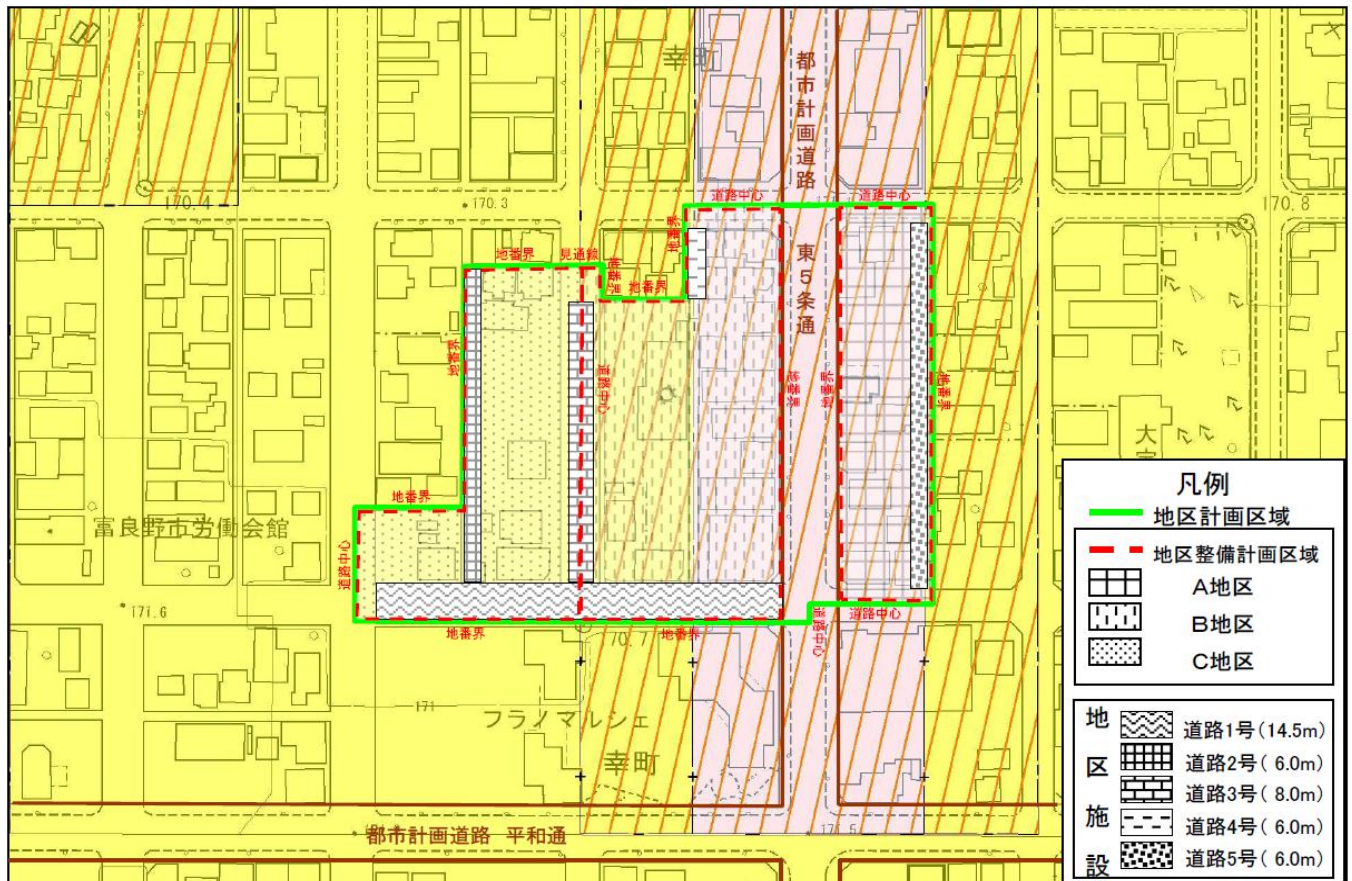 幸町
都市計画道路
170.4
170.3
道路中心
道路中心
170.8
地番界
東5条通
地番界
見通線
地番界
地番界
地番界
道路中心
地番界
地番界
地番界
地番界
富良野市労働会館
道路中心
171.6
地番界
地番界
道路中心
道路中心
170.7
171
フラノマルシェ
幸町
都市計画道路 平和通
171.5
凡例
地区計画区域
地区整備計画区域
A地区
B地区
C地区
地区施設
道路1号(14.5m)
道路2号( 6.0m)
道路3号( 8.0m)
道路4号( 6.0m)
道路5号( 6.0m)